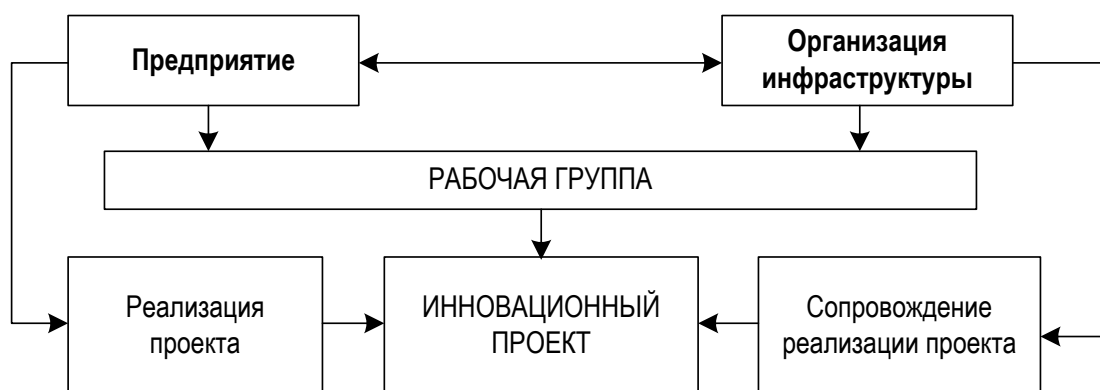 Предприятие
Организация
инфраструктуры
РАБОЧАЯ ГРУППА
Реализация
проекта
ИННОВАЦИОННЫЙ
ПРОЕКТ
Сопровождение
реализации проекта